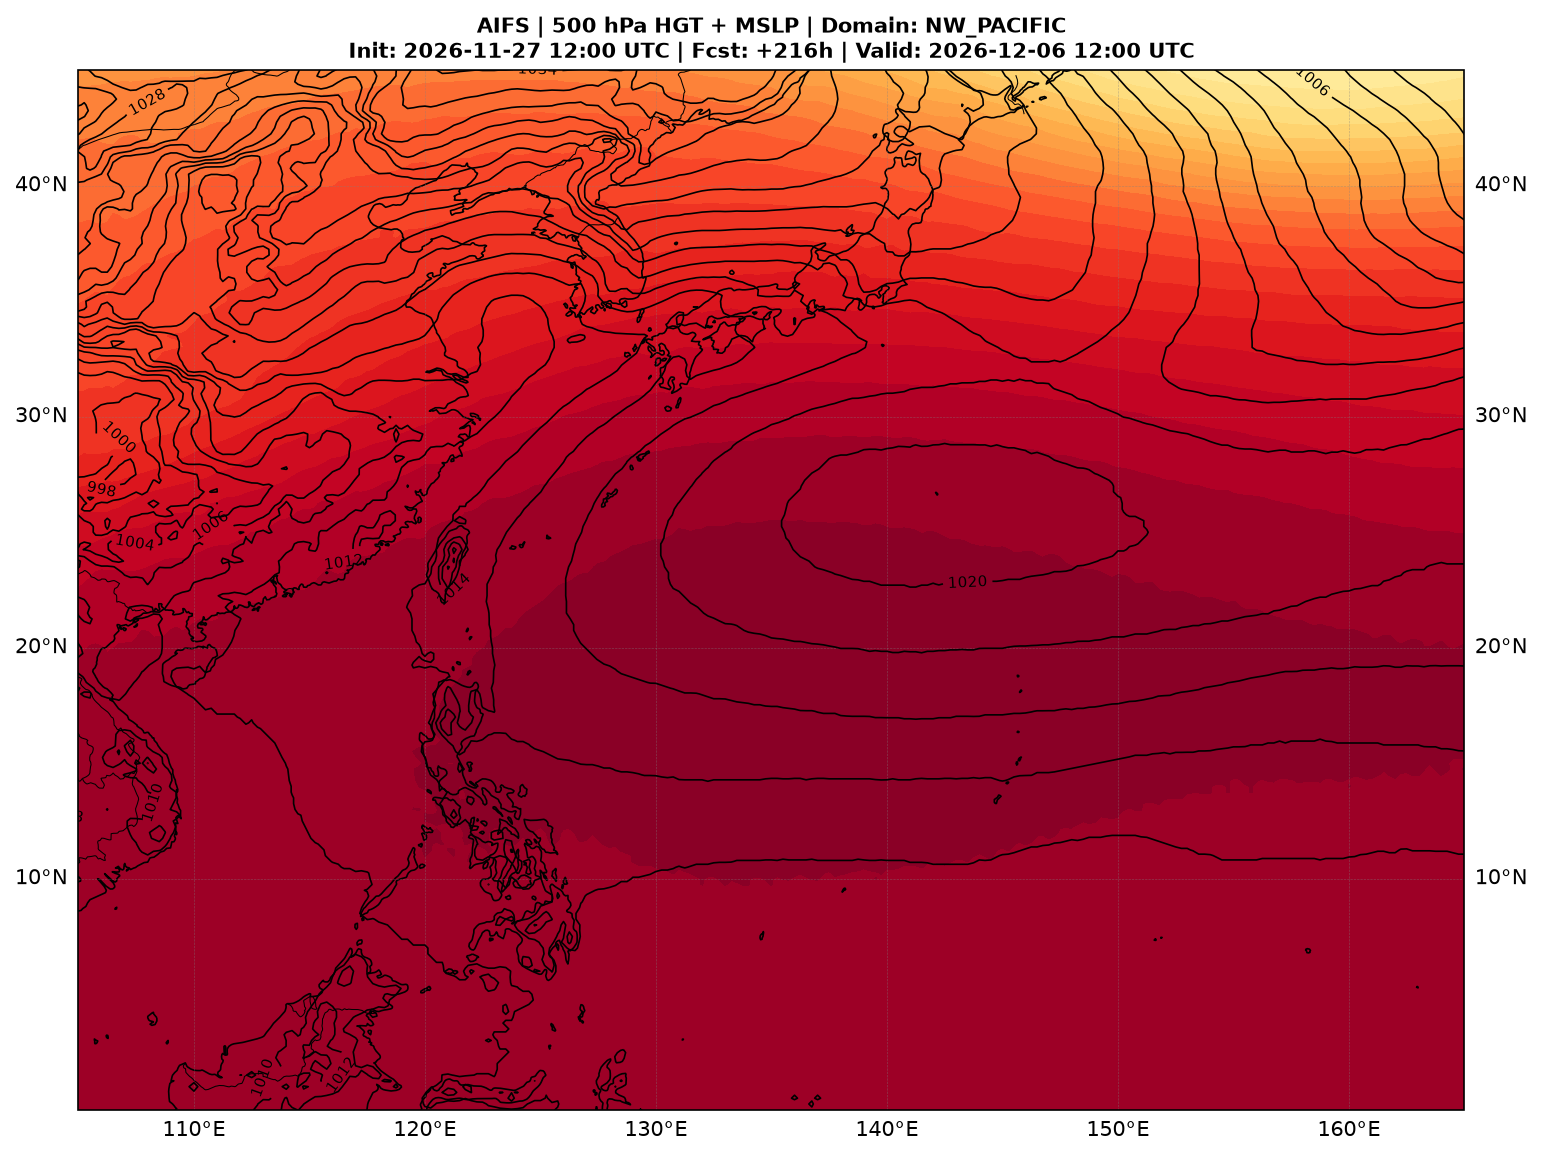 AIFS | 500 hPa HGT + MSLP | Domain: NW_PACIFIC
Init: 2026-11-27 12:00 UTC | Fcst: +216h | Valid: 2026-12-06 12:00 UTC
1028
1006
40°N
40°N
30°N
30°N
1000
998
1006
1004
1012
1020
20°N
20°N
1010
10°N
10°N
1010
1012
110°E
120°E
130°E
140°E
150°E
160°E